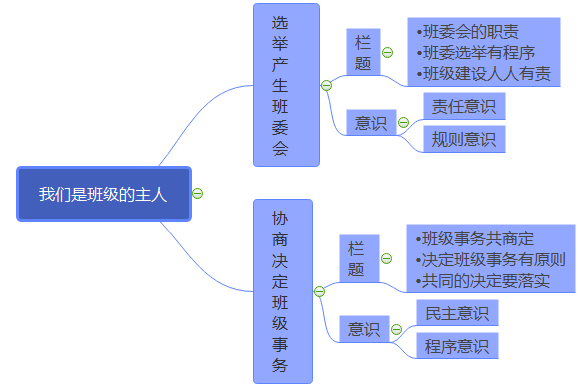 我们是班级的主人
选举产生班委会
栏题
•班委会的职责
•班委选举有程序
•班级建设人人有责
意识
责任意识
规则意识
协商决定班级事务
栏题
•班级事务共商定
•决定班级事务有原则
•共同的决定要落实
意识
民主意识
程序意识